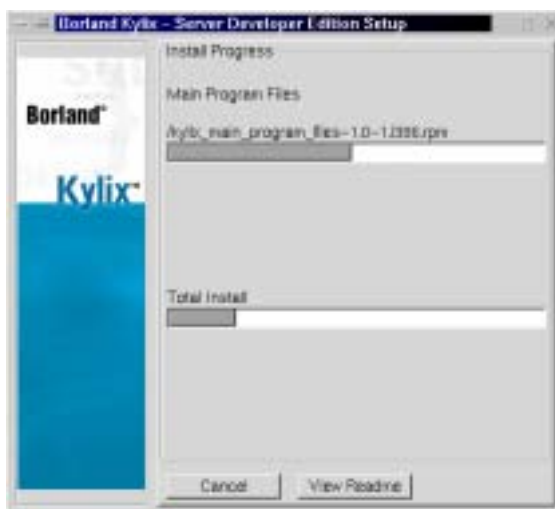 Borland Kylix – Server Developer Edition Setup
Install Progress
Main Program Files
Borland®
/kylix_main_program_files-1.0-1.i386.rpm
Kylix™
Total Install
Cancel
View Readme